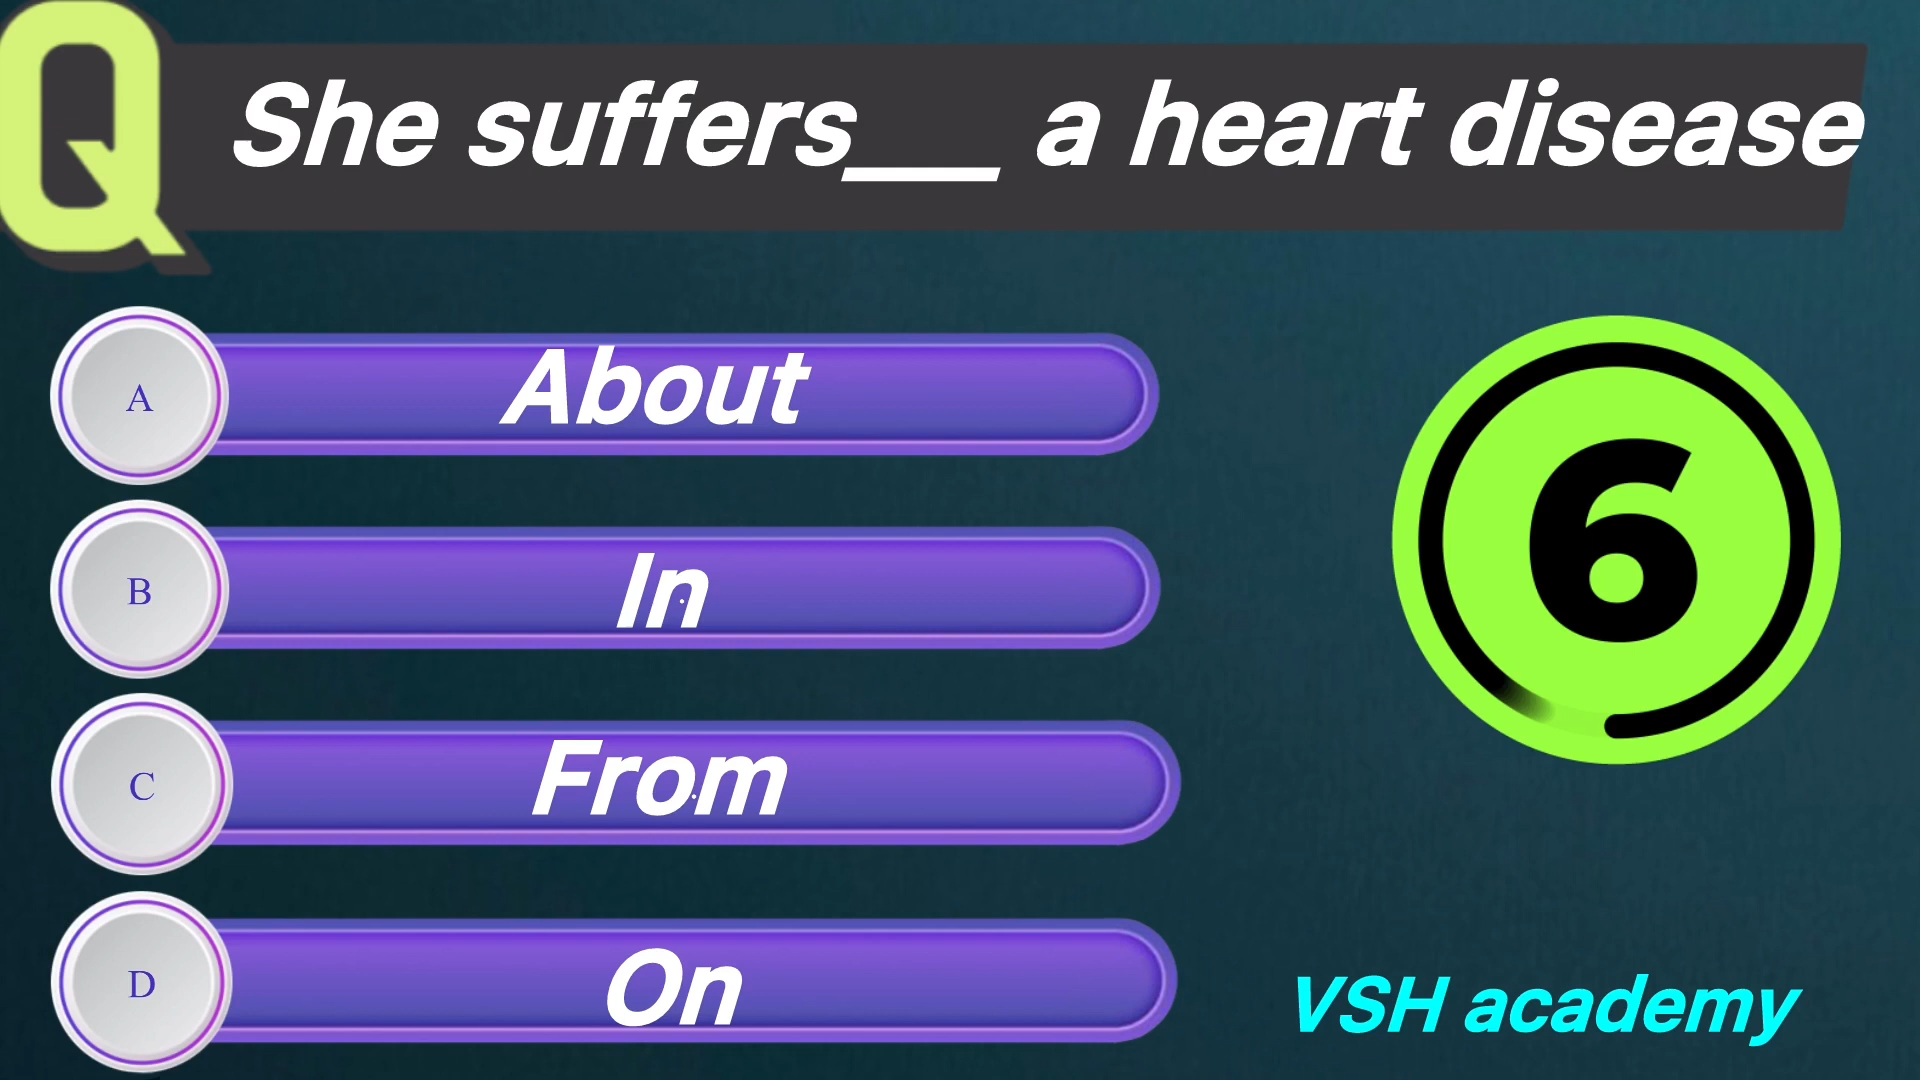 Q
She suffers___ a heart disease
A
About
B
In
C
From
D
On
6
VSH academy